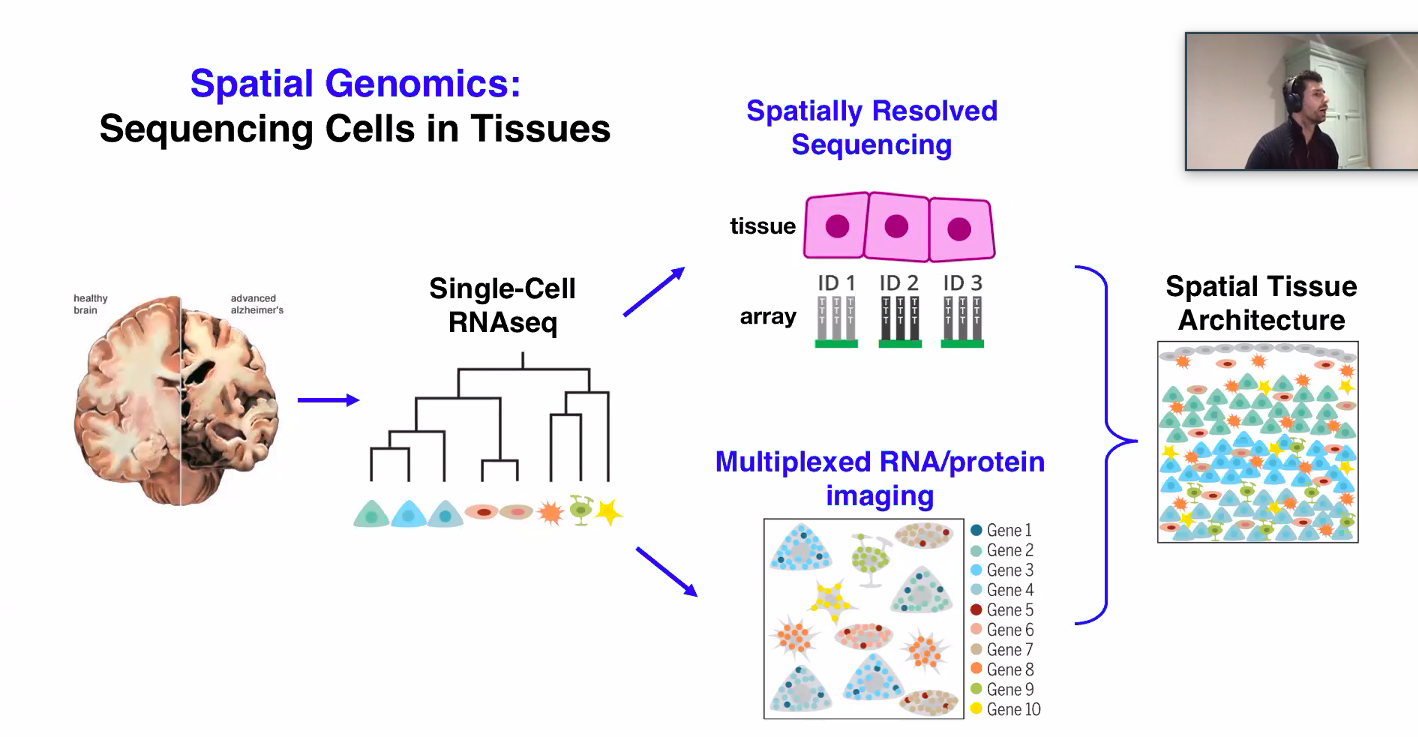 Spatial Genomics:
Sequencing Cells in Tissues
healthy
brain
advanced
alzheimer's
Single-Cell
RNAseq
Spatially Resolved
Sequencing
tissue
ID 1 ID 2 ID 3
T T T T T T T T T
T T T T T T T T T
T T T T T T T T T
array
Multiplexed RNA/protein
imaging
Gene 1
Gene 2
Gene 3
Gene 4
Gene 5
Gene 6
Gene 7
Gene 8
Gene 9
Gene 10
Spatial Tissue
Architecture